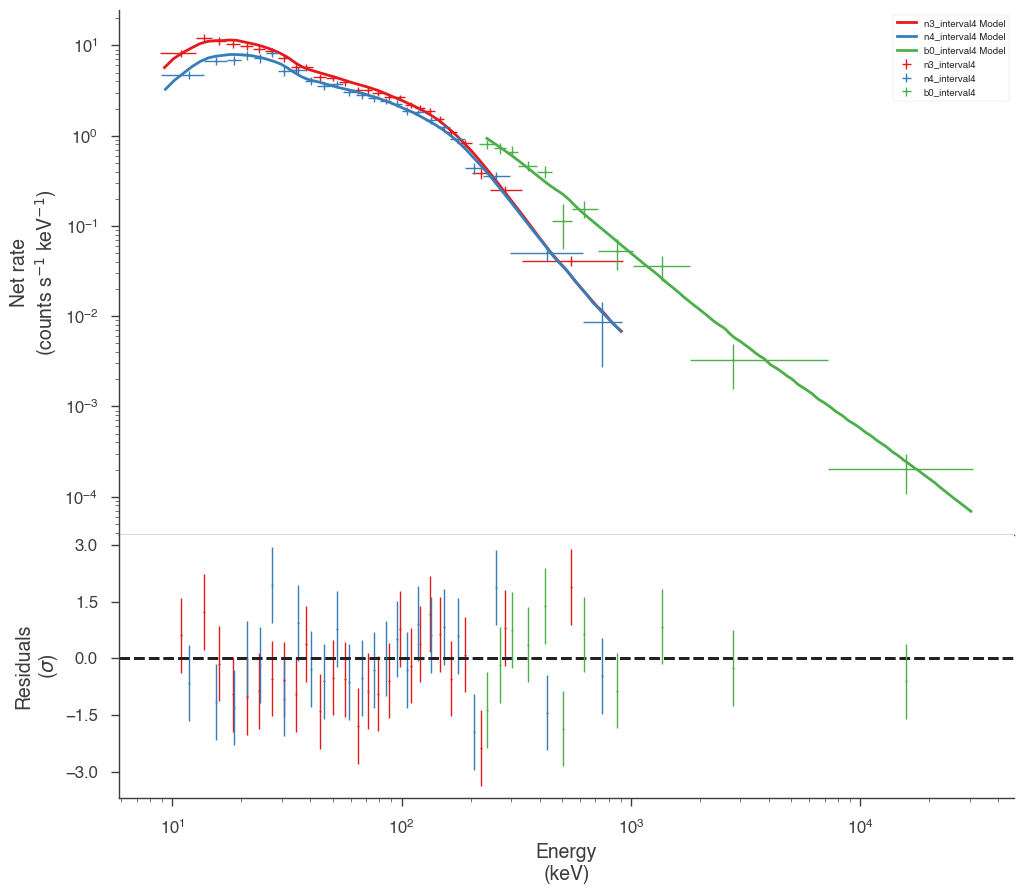 n3_interval4 Model
n4_interval4 Model
b0_interval4 Model
n3_interval4
n4_interval4
b0_interval4
10¹
10⁰
10⁻¹
10⁻²
10⁻³
10⁻⁴
Net rate
(counts s⁻¹ keV⁻¹)
3.0
1.5
0.0
−1.5
−3.0
Residuals
(σ)
10¹ 10² 10³ 10⁴
Energy
(keV)